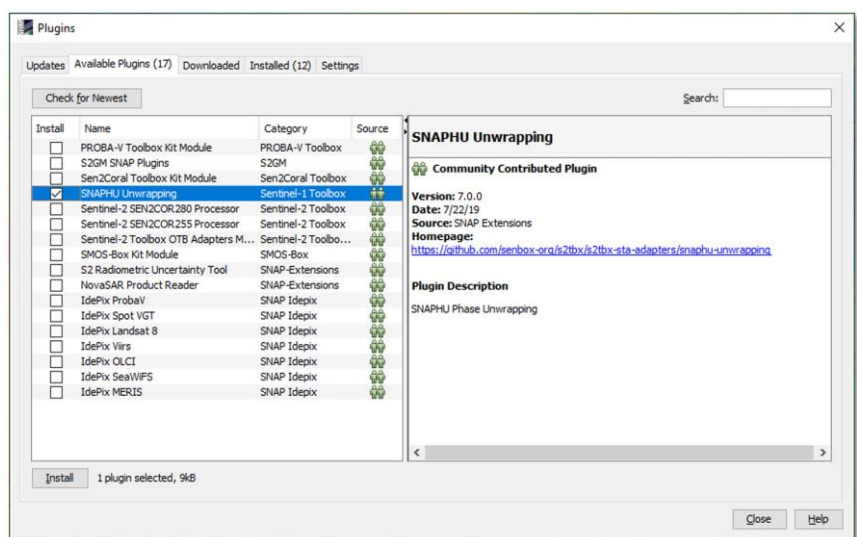 Plugins
Updates Available Plugins (17) Downloaded Installed (12) Settings
Check for Newest
Search:
Install Name Category Source
PROBA-V Toolbox Kit Module PROBA-V Toolbox
S2GM SNAP Plugins S2GM
Sen2Coral Toolbox Kit Module Sen2Coral Toolbox
SNAPHU Unwrapping Sentinel-1 Toolbox
Sentinel-2 SEN2COR280 Processor Sentinel-2 Toolbox
Sentinel-2 SEN2COR255 Processor Sentinel-2 Toolbox
Sentinel-2 Toolbox OTB Adapters M... Sentinel-2 Toolbo...
SMOS-Box Kit Module SMOS-Box
S2 Radiometric Uncertainty Tool SNAP-Extensions
NovaSAR Product Reader SNAP-Extensions
IdePix ProbaV SNAP Idepix
IdePix Spot VGT SNAP Idepix
IdePix Landsat 8 SNAP Idepix
IdePix Viirs SNAP Idepix
IdePix OLCI SNAP Idepix
IdePix SeaWiFS SNAP Idepix
IdePix MERIS SNAP Idepix
SNAPHU Unwrapping
Community Contributed Plugin
Version: 7.0.0
Date: 7/22/19
Source: SNAP Extensions
Homepage:
https://github.com/senbox-org/s2tbx/s2tbx-sta-adapters/snaphu-unwrapping
Plugin Description
SNAPHU Phase Unwrapping
Install 1 plugin selected, 9kB
Close Help